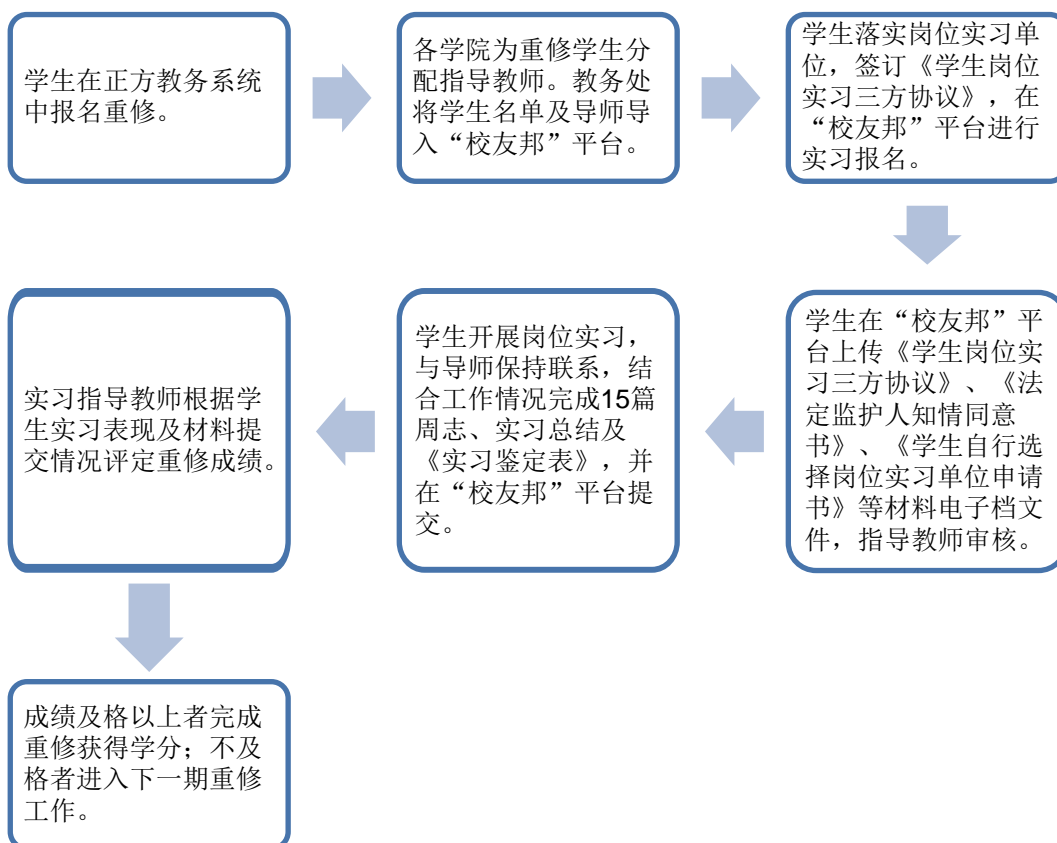 学生在正方教务系统
中报名重修。
各学院为重修学生分
配指导教师。教务处
将学生名单及导师导
入“校友邦”平台。
学生落实岗位实习单
位，签订《学生岗位
实习三方协议》，在
“校友邦”平台进行
实习报名。
学生在“校友邦”平
台上传《学生岗位实
习三方协议》、《法
定监护人知情同意
书》、《学生自行选
择岗位实习单位申请
书》等材料电子档文
件，指导教师审核。
学生开展岗位实习，
与导师保持联系，结
合工作情况完成15篇
周志、实习总结及
《实习鉴定表》，并
在“校友邦”平台提
交。
实习指导教师根据学
生实习表现及材料提
交情况评定重修成绩。
成绩及格以上者完成
重修获得学分；不及
格者进入下一期重修
工作。